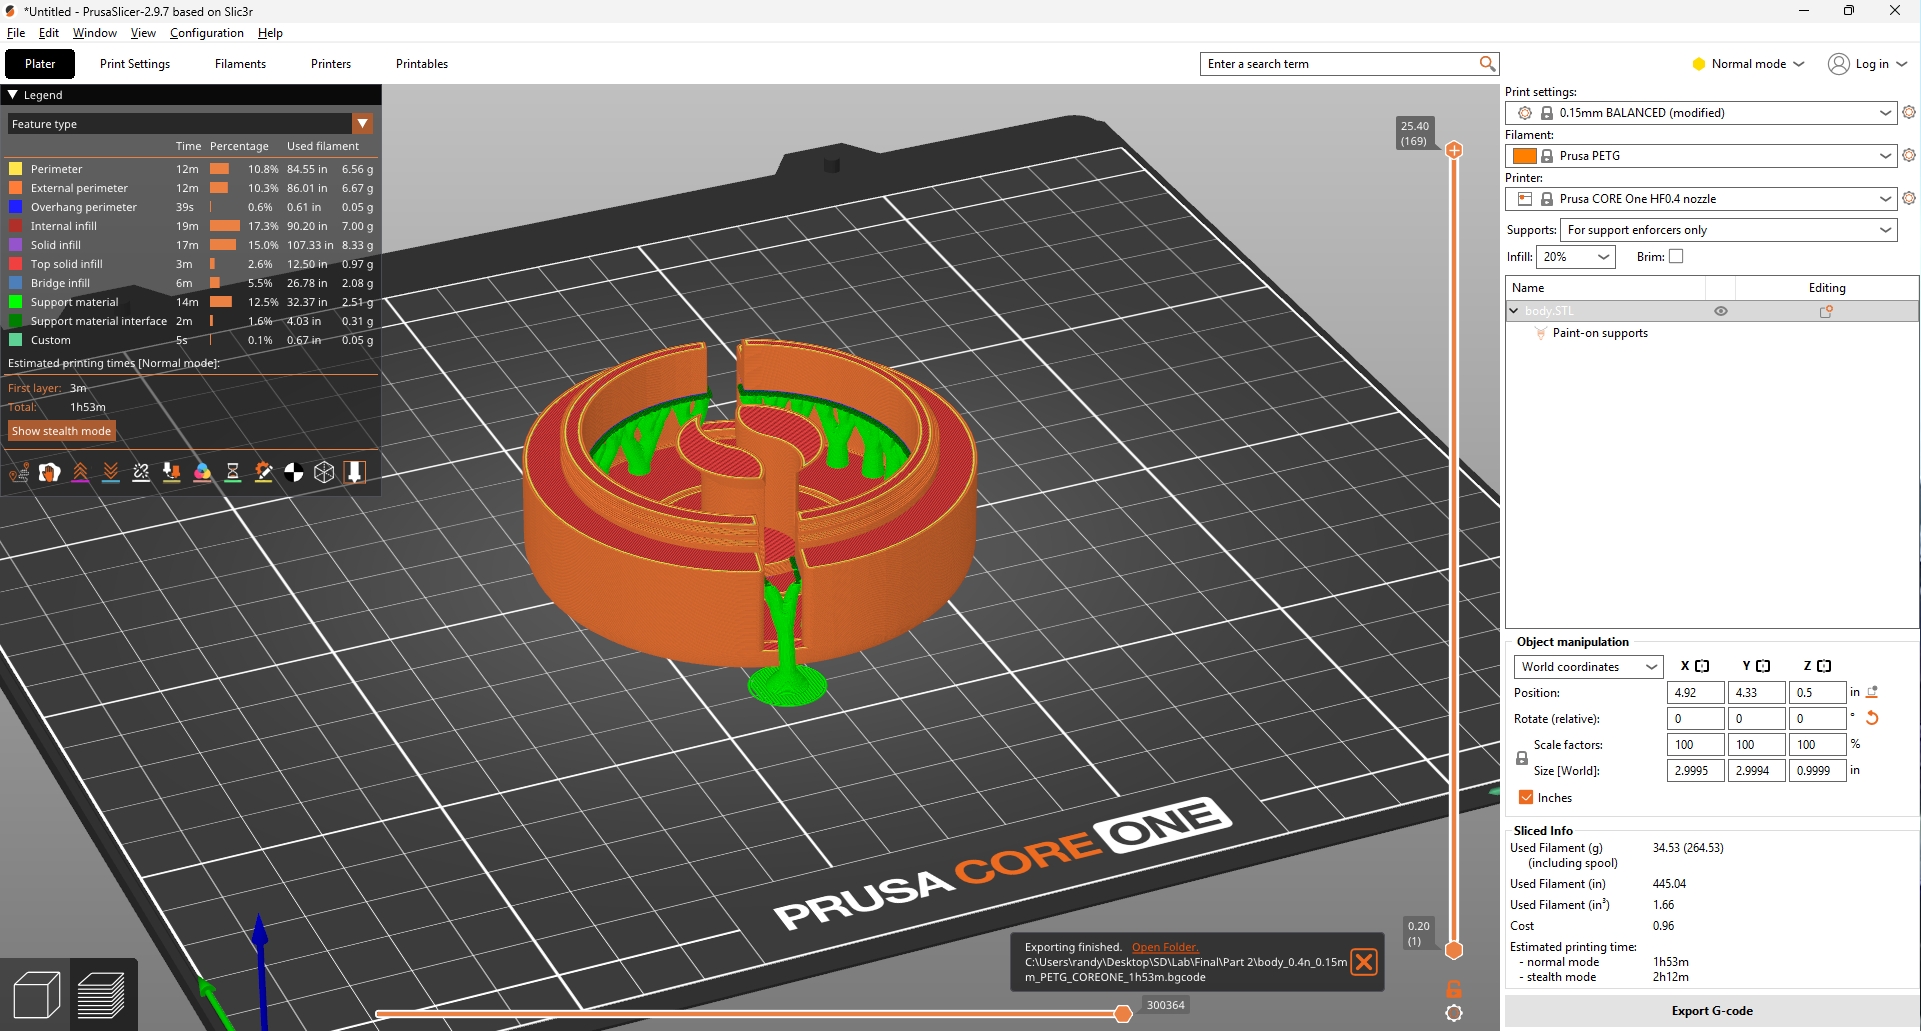 *Untitled - PrusaSlicer-2.9.7 based on Slic3r
File Edit Window View Configuration Help
Plater Print Settings Filaments Printers Printables
Enter a search term
Normal mode
Log in
Legend
Feature type
Time Percentage Used filament
Perimeter 12m 10.8% 84.55 in 6.56 g
External perimeter 12m 10.3% 86.01 in 6.67 g
Overhang perimeter 39s 0.6% 0.61 in 0.05 g
Internal infill 19m 17.3% 90.20 in 7.00 g
Solid infill 17m 15.0% 107.33 in 8.33 g
Top solid infill 3m 2.6% 12.50 in 0.97 g
Bridge infill 6m 5.5% 26.78 in 2.08 g
Support material 14m 12.5% 32.37 in 2.51 g
Support material interface 2m 1.6% 4.03 in 0.31 g
Custom 5s 0.1% 0.67 in 0.05 g
Estimated printing times [Normal mode]:
First layer: 3m
Total: 1h53m
Show stealth mode
25.40
(169)
PRUSA CORE ONE
0.20
(1)
Exporting finished. Open Folder.
C:\Users\randy\Desktop\SD\Lab\Final\Part 2\body_0.4n_0.15m
m_PETG_COREONE_1h53m.bgcode
300364
Print settings:
0.15mm BALANCED (modified)
Filament:
Prusa PETG
Printer:
Prusa CORE One HF0.4 nozzle
Supports: For support enforcers only
Infill: 20% Brim:
Name Editing
body.STL
Paint-on supports
Object manipulation
World coordinates X Y Z
Position: 4.92 4.33 0.5 in
Rotate (relative): 0 0 0 °
Scale factors: 100 100 100 %
Size [World]: 2.9995 2.9994 0.9999 in
Inches
Sliced Info
Used Filament (g) 34.53 (264.53)
(including spool)
Used Filament (in) 445.04
Used Filament (in³) 1.66
Cost 0.96
Estimated printing time:
- normal mode 1h53m
- stealth mode 2h12m
Export G-code